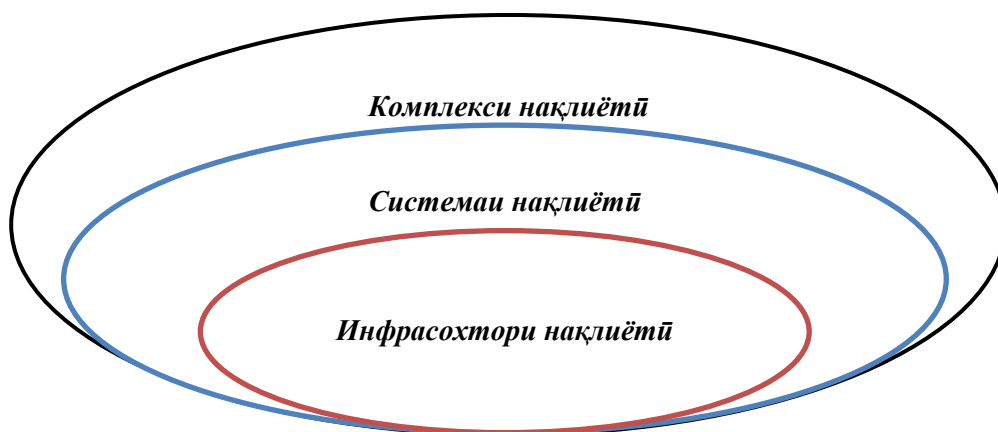 Комплекси нақлиётӣ
Системаи нақлиётӣ
Инфрасохтори нақлиётӣ